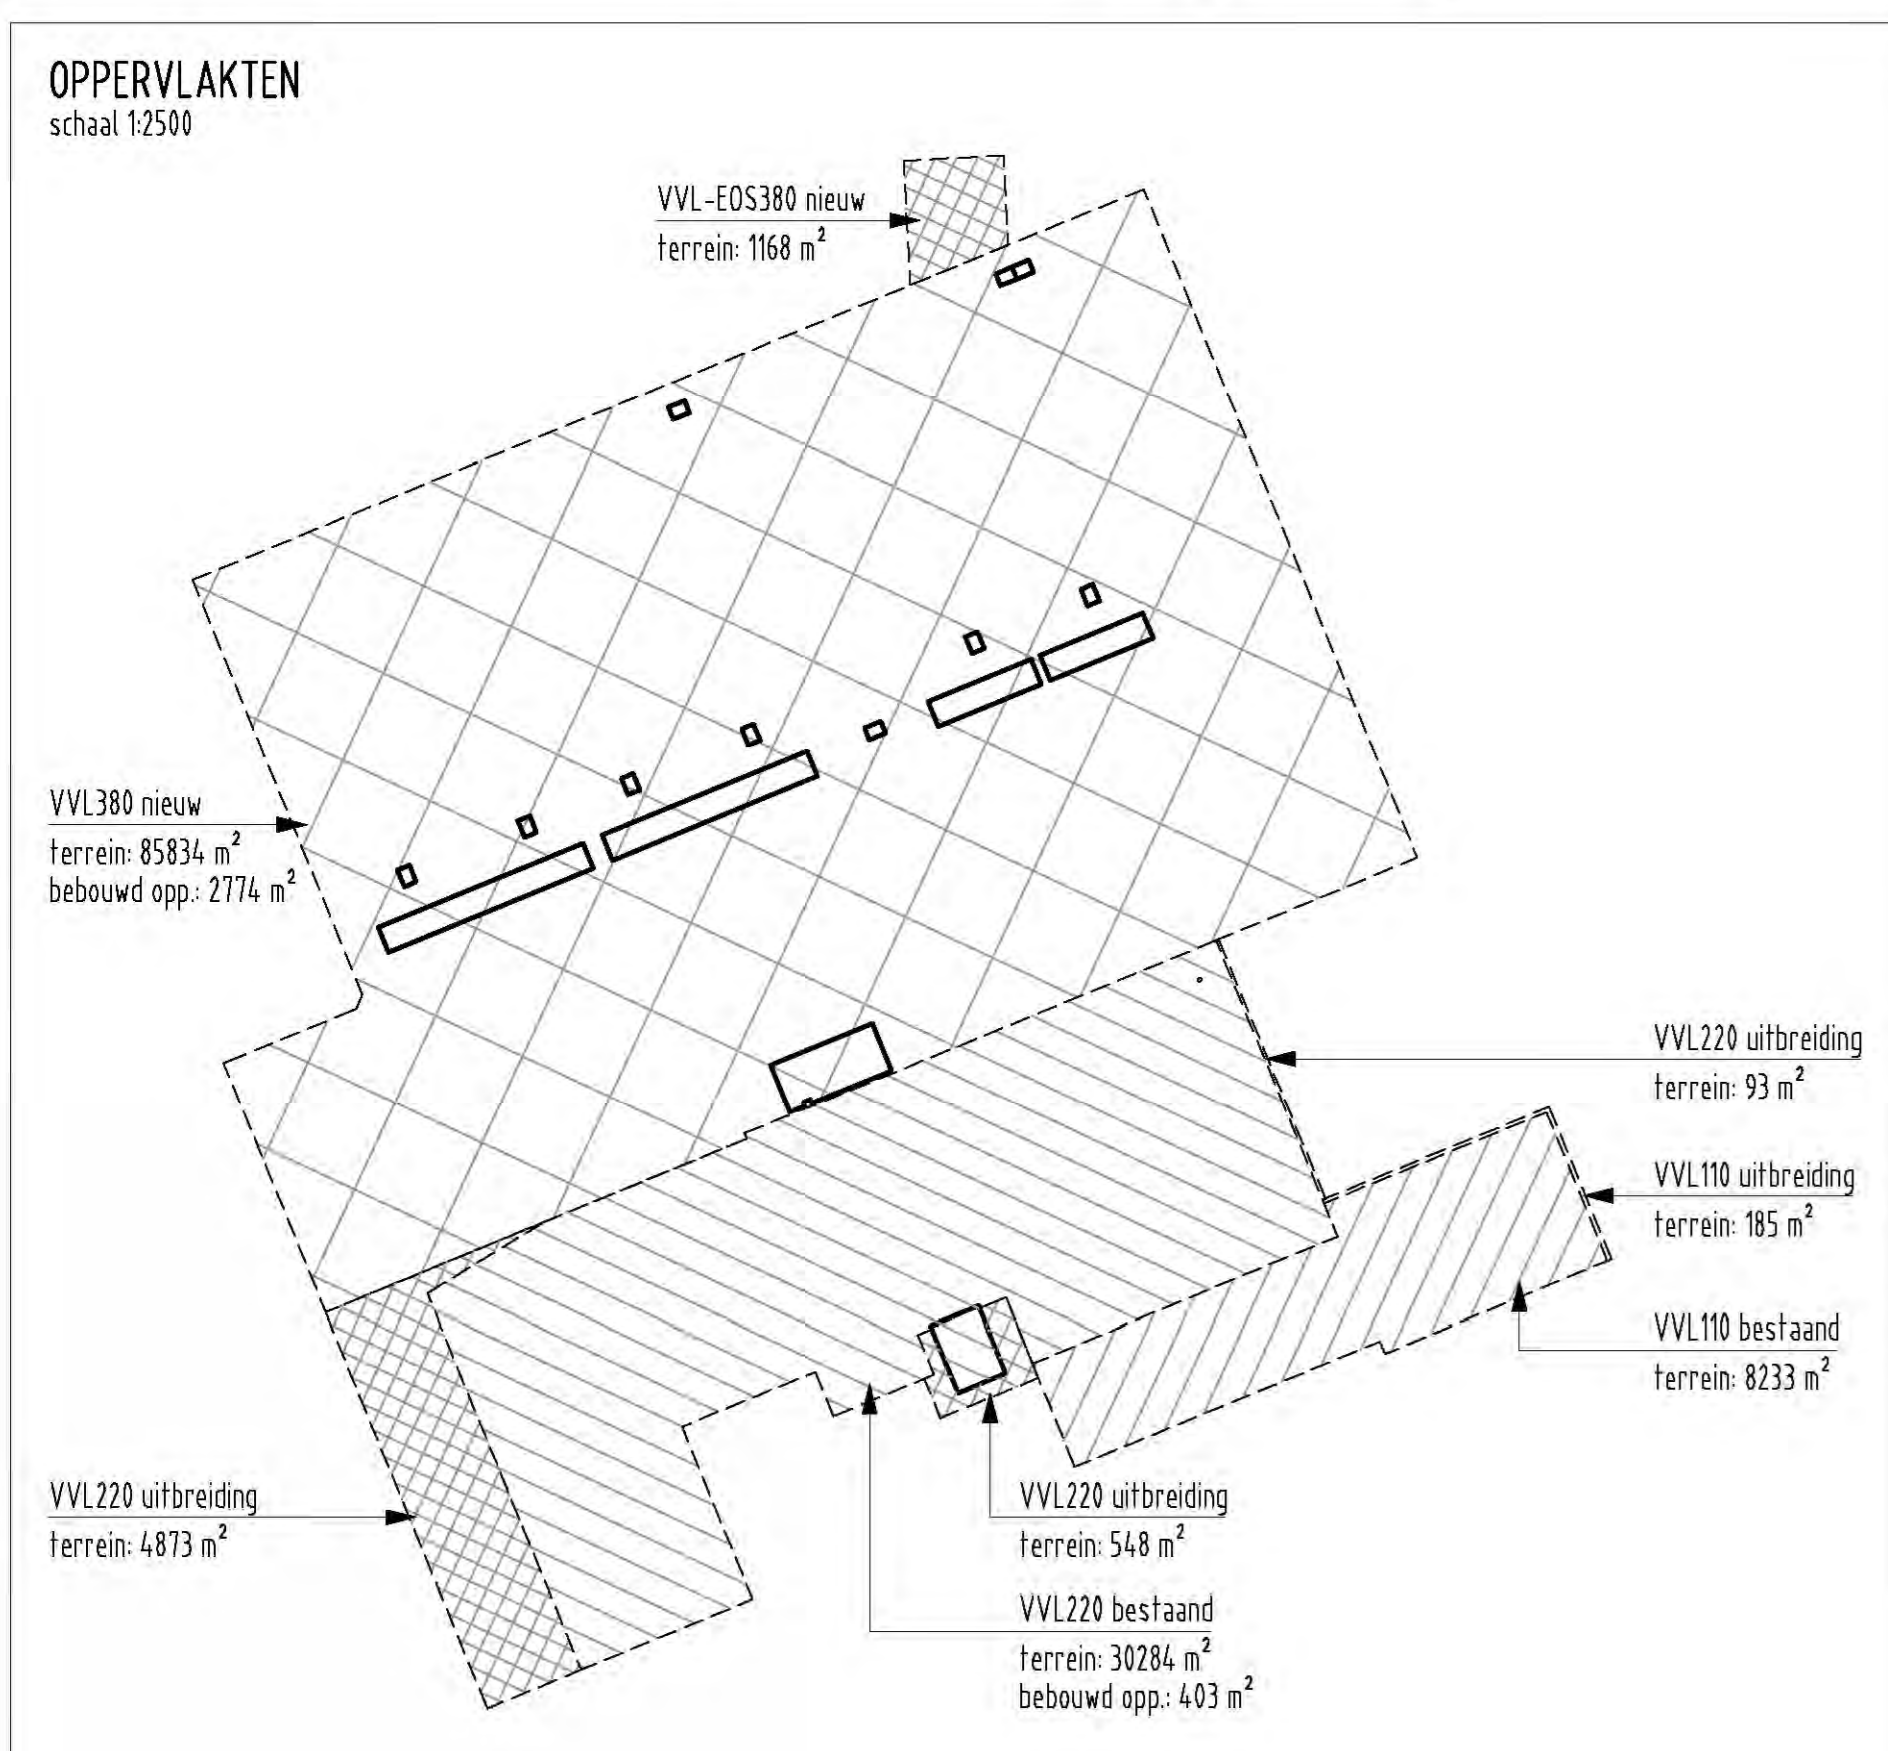 OPPERVLAKTEN
schaal 1:2500
VVL-EOS380 nieuw
terrein: 1168 m²
VVL380 nieuw
terrein: 85834 m²
bebouwd opp.: 2774 m²
VVL220 uitbreiding
terrein: 93 m²
VVL110 uitbreiding
terrein: 185 m²
VVL110 bestaand
terrein: 8233 m²
VVL220 uitbreiding
terrein: 4873 m²
VVL220 uitbreiding
terrein: 548 m²
VVL220 bestaand
terrein: 30284 m²
bebouwd opp.: 403 m²